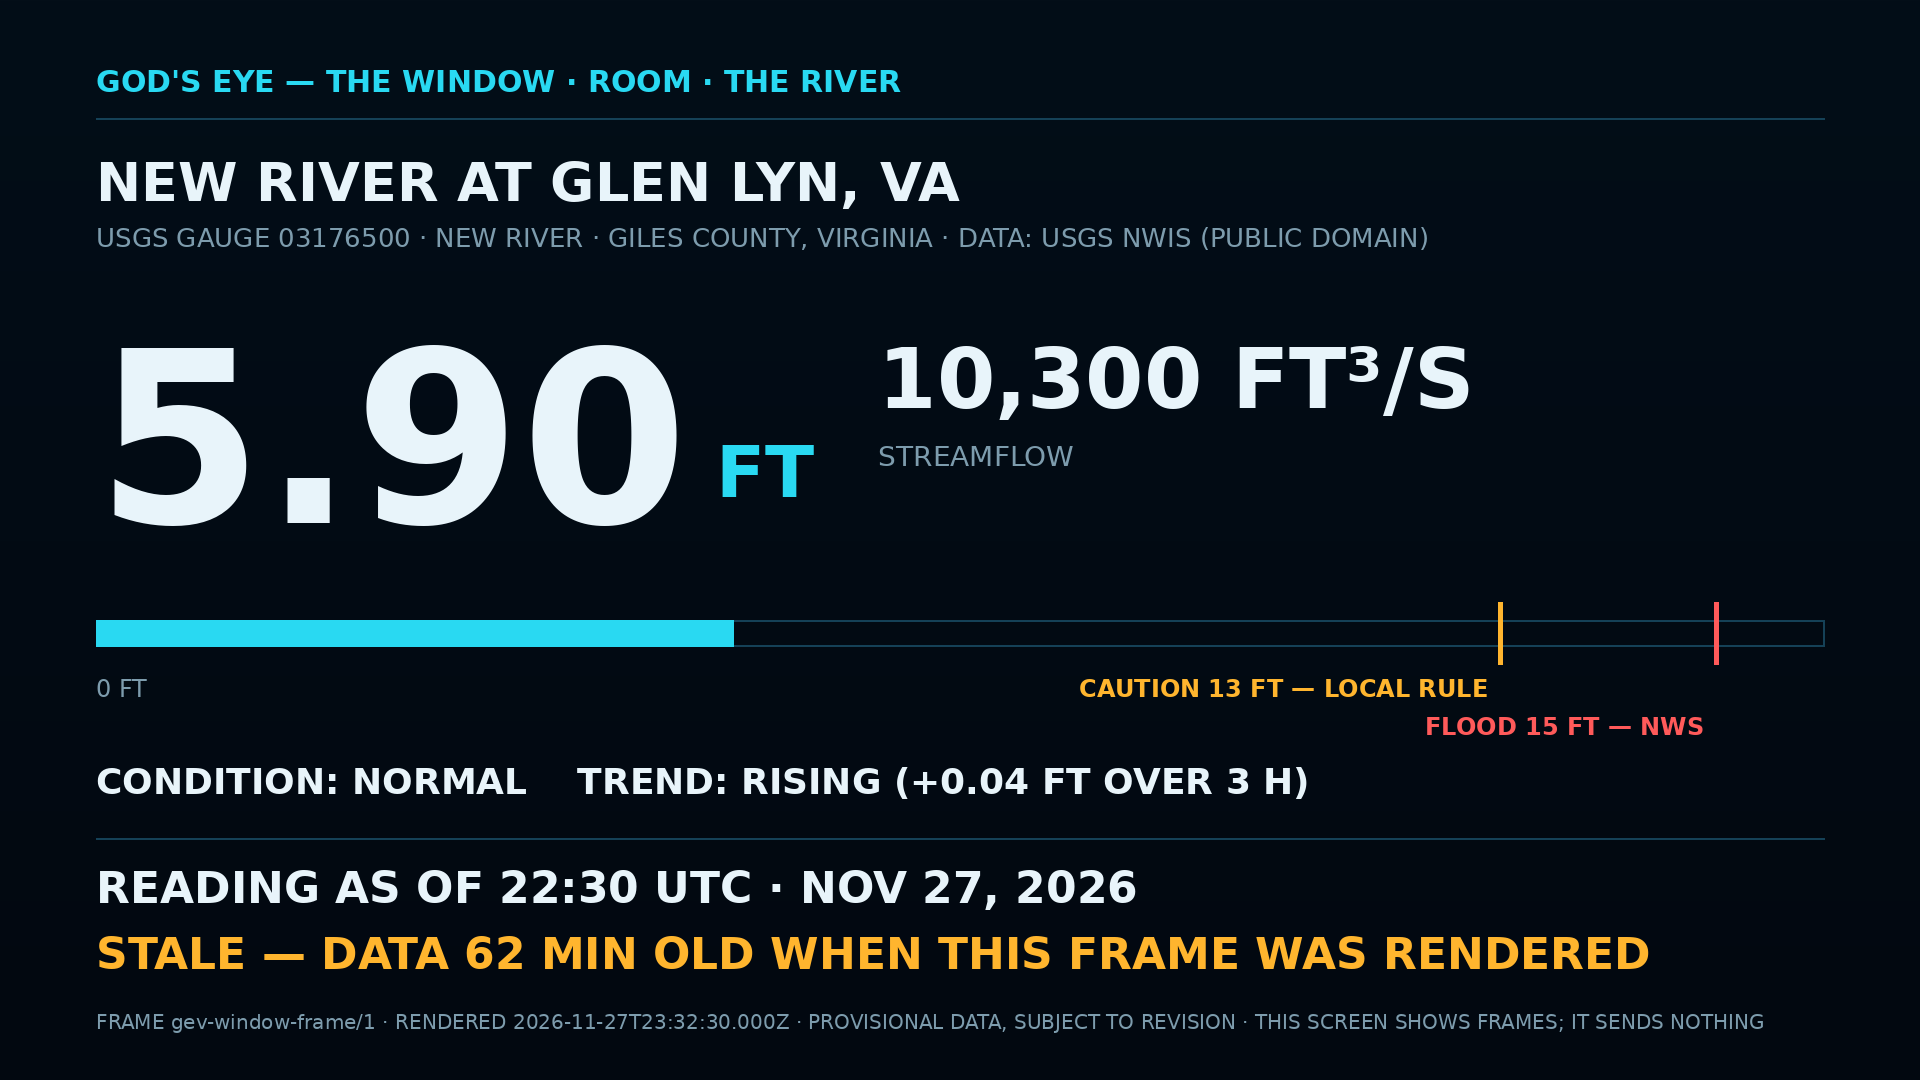 GOD'S EYE — THE WINDOW · ROOM · THE RIVER
NEW RIVER AT GLEN LYN, VA
USGS GAUGE 03176500 · NEW RIVER · GILES COUNTY, VIRGINIA · DATA: USGS NWIS (PUBLIC DOMAIN)
5.90 FT
10,300 FT³/S
STREAMFLOW
0 FT
CAUTION 13 FT — LOCAL RULE
FLOOD 15 FT — NWS
CONDITION: NORMAL TREND: RISING (+0.04 FT OVER 3 H)
READING AS OF 22:30 UTC · NOV 27, 2026
STALE — DATA 62 MIN OLD WHEN THIS FRAME WAS RENDERED
FRAME gev-window-frame/1 · RENDERED 2026-11-27T23:32:30.000Z · PROVISIONAL DATA, SUBJECT TO REVISION · THIS SCREEN SHOWS FRAMES; IT SENDS NOTHING